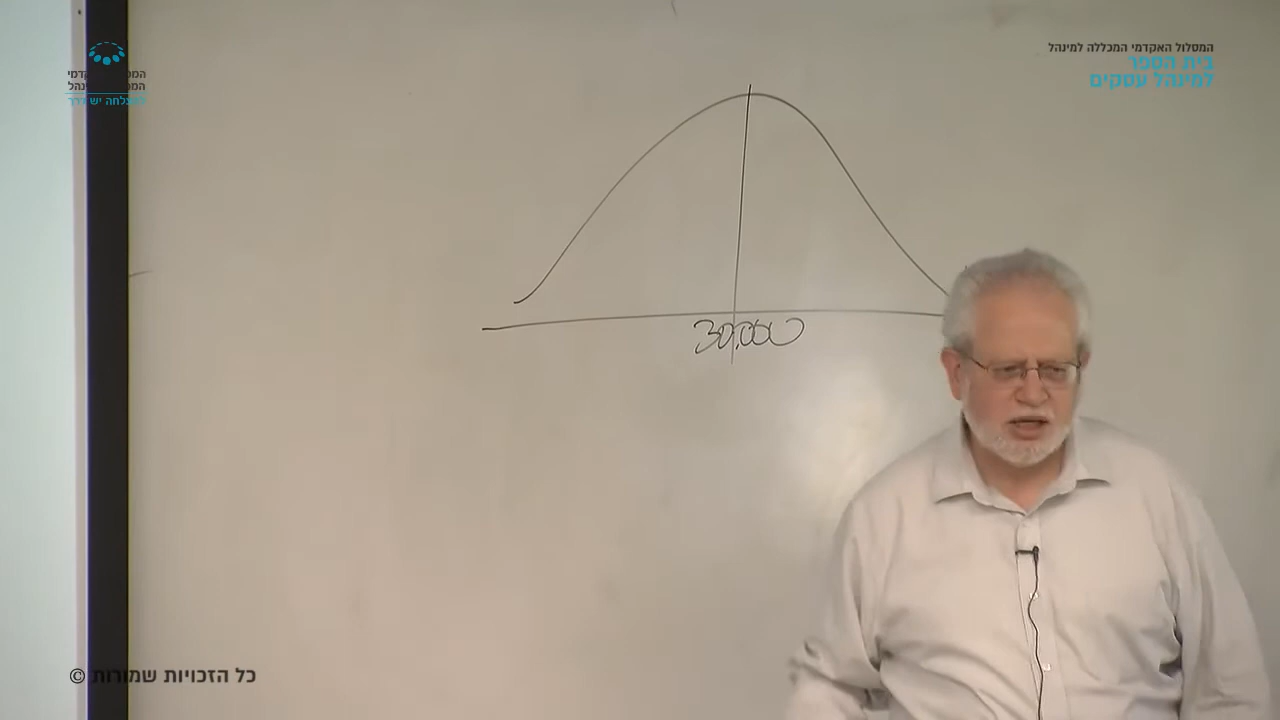 המסלול האקדמי המכללה למינהל
בית הספר
למינהל עסקים
30,000
כל הזכויות שמורות ©